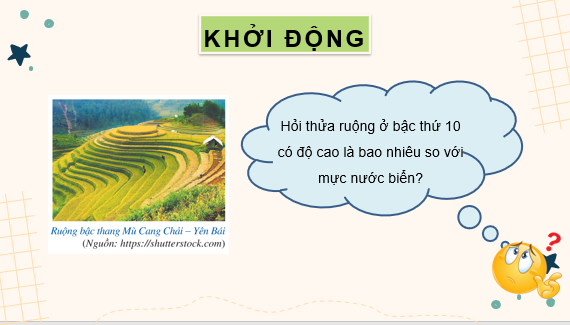 KHỞI ĐỘNG
Hỏi thửa ruộng ở bậc thứ 10
có độ cao là bao nhiêu so với
mực nước biển?
Ruộng bậc thang Mù Cang Chải – Yên Bái
(Nguồn: https://shutterstock.com)
?